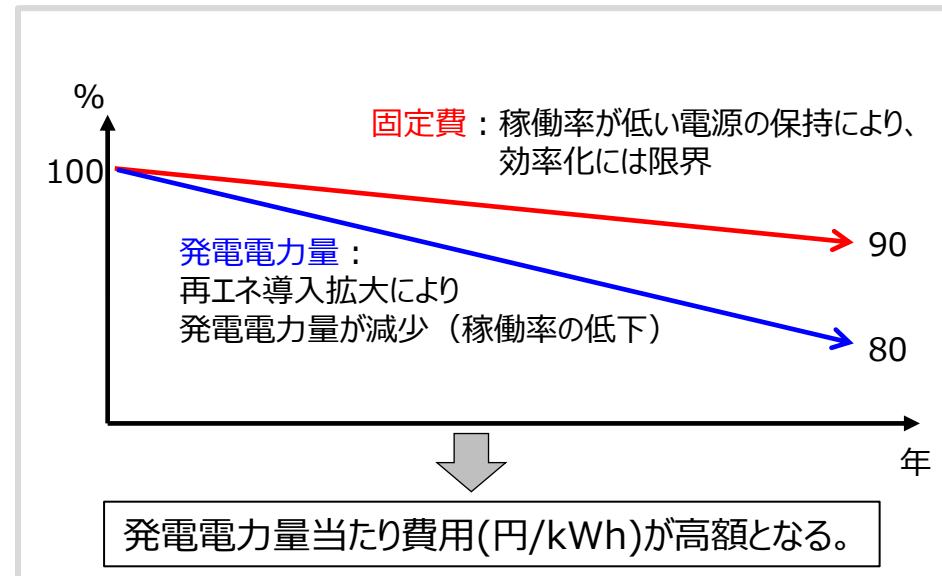 %
固定費：稼働率が低い電源の保持により、
効率化には限界
100
発電電力量：
再エネ導入拡大により
発電電力量が減少（稼働率の低下）
90
80
年
発電電力量当たり費用(円/kWh)が高額となる。